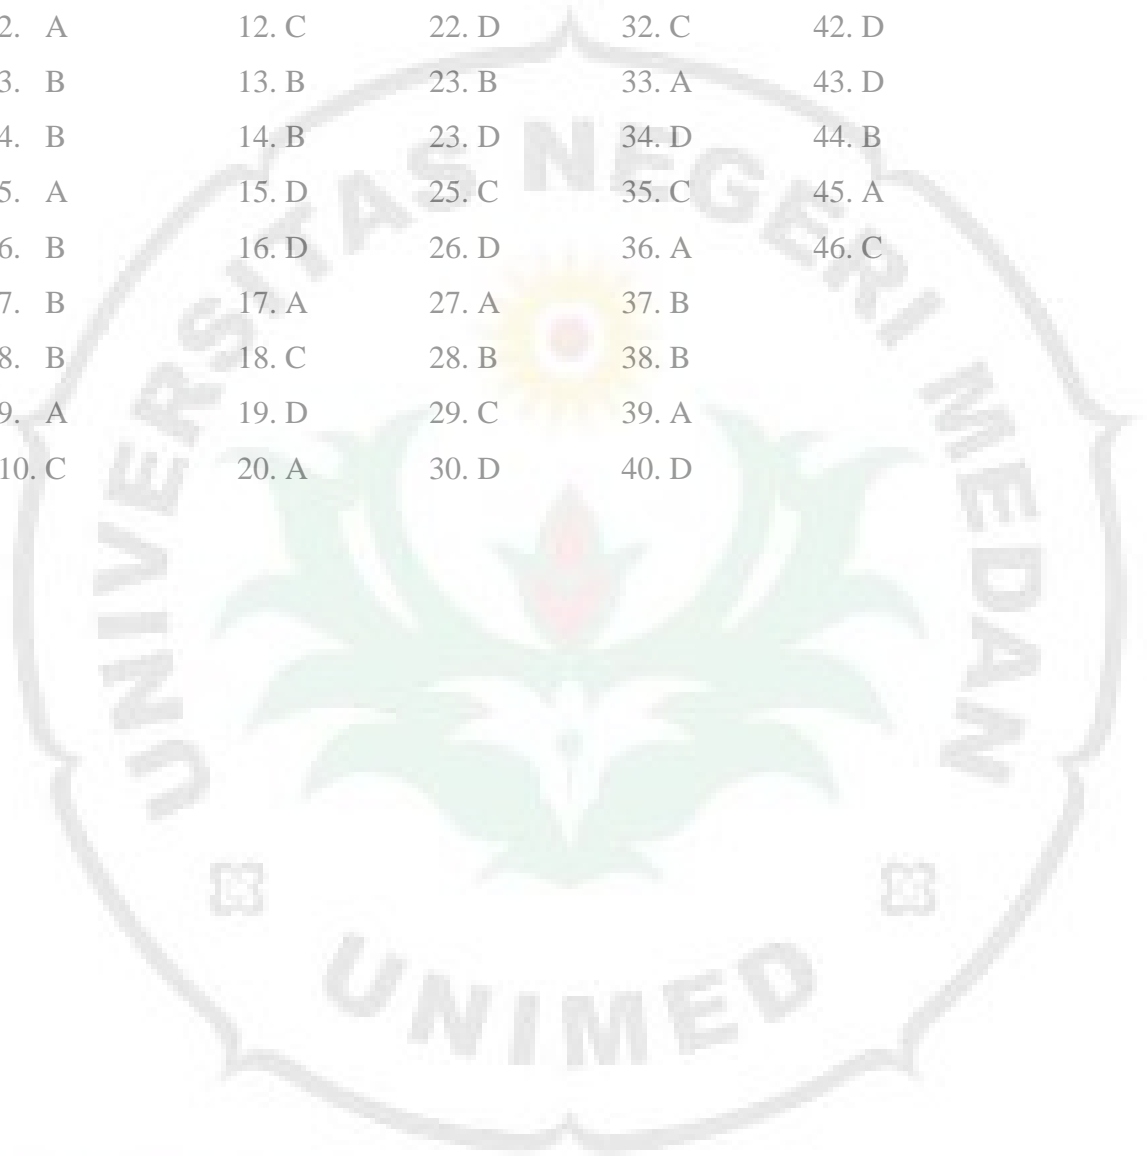 2. A 12. C 22. D 32. C 42. D
3. B 13. B 23. B 33. A 43. D
4. B 14. B 23. D 34. D 44. B
5. A 15. D 25. C 35. C 45. A
6. B 16. D 26. D 36. A 46. C
7. B 17. A 27. A 37. B
8. B 18. C 28. B 38. B
9. A 19. D 29. C 39. A
10. C 20. A 30. D 40. D
UNIVERSITAS NEGERI MEDAN
UNIMED